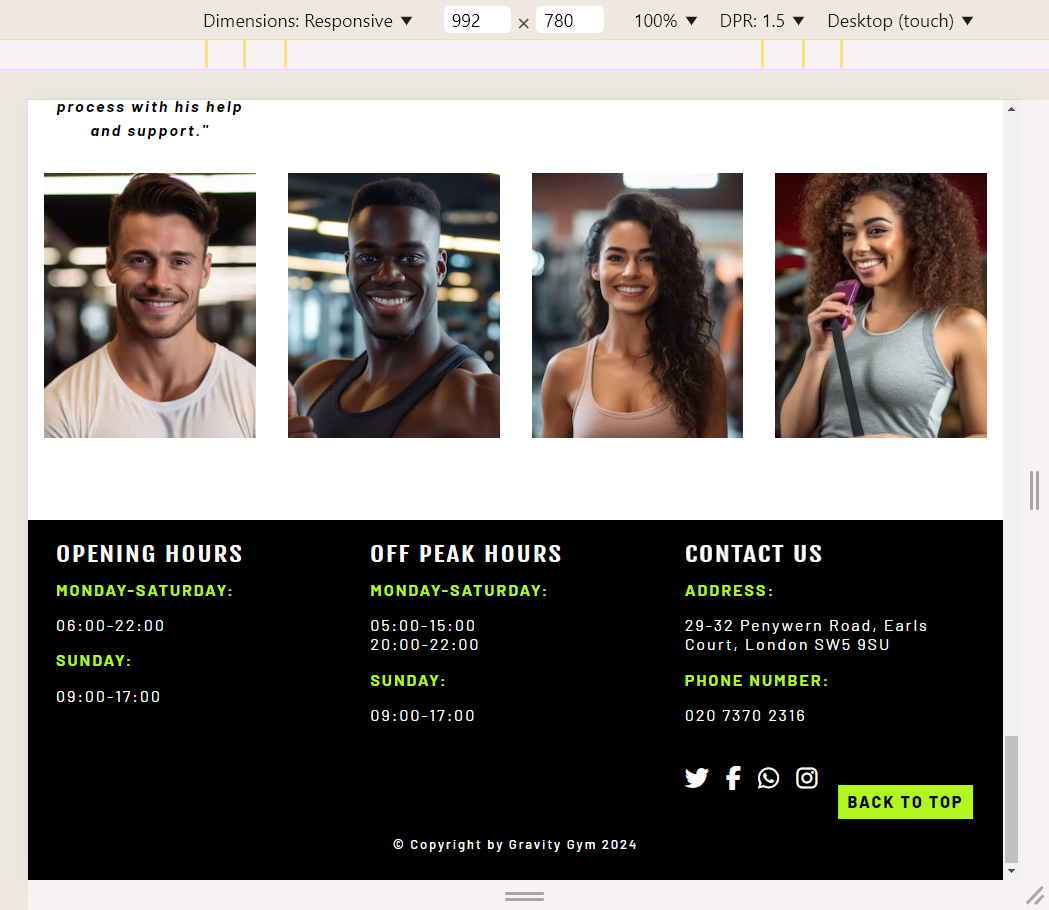 Dimensions: Responsive ▼ 992 × 780 100% ▼ DPR: 1.5 ▼ Desktop (touch) ▼
process with his help
and support."
OPENING HOURS
MONDAY-SATURDAY:
06:00-22:00
SUNDAY:
09:00-17:00
OFF PEAK HOURS
MONDAY-SATURDAY:
05:00-15:00
20:00-22:00
SUNDAY:
09:00-17:00
CONTACT US
ADDRESS:
29-32 Penywern Road, Earls
Court, London SW5 9SU
PHONE NUMBER:
020 7370 2316
BACK TO TOP
© Copyright by Gravity Gym 2024